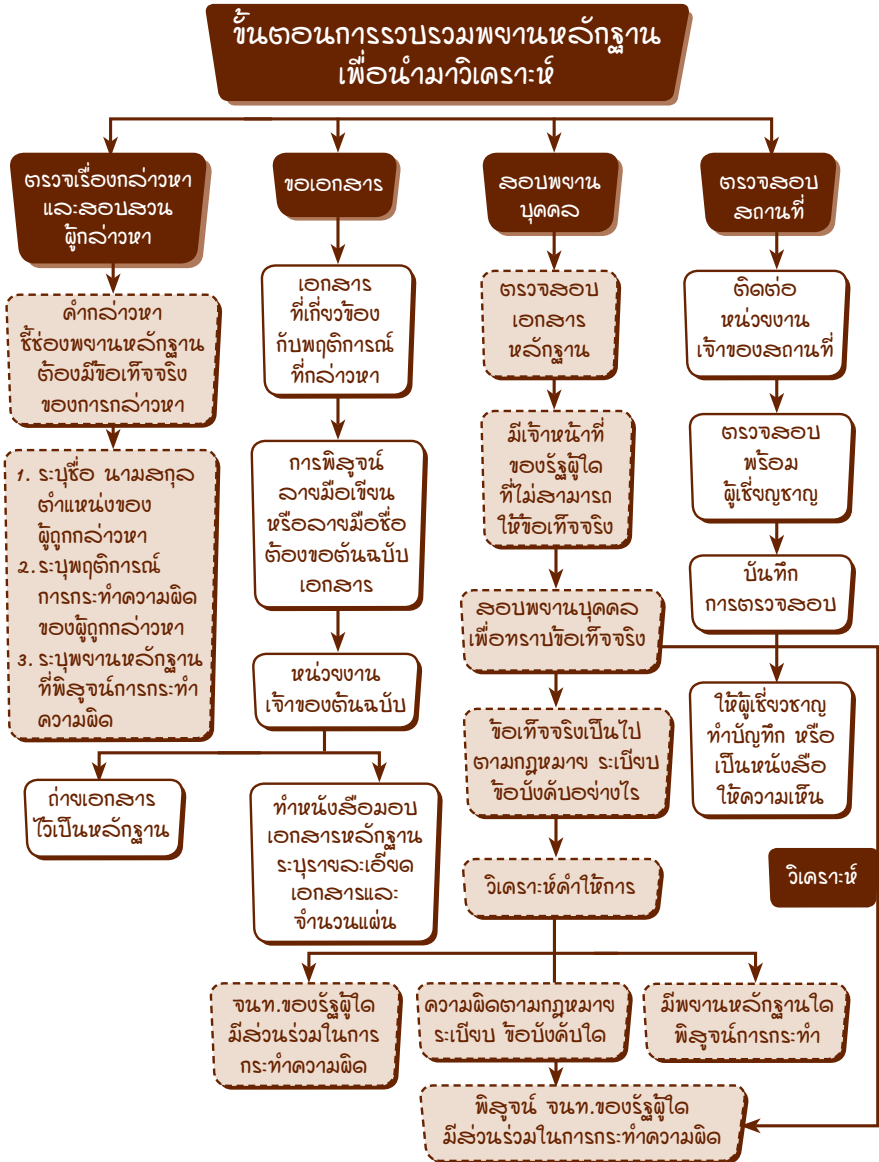 ขั้นตอนการรวบรวมพยานหลักฐาน
เพื่อนำมาวิเคราะห์
ตรวจเรื่องกล่าวหา
และสอบสวน
ผู้กล่าวหา
คำกล่าวหา
ชี้ช่องพยานหลักฐาน
ต้องมีข้อเท็จจริง
ของการกล่าวหา
1. ระบุชื่อ นามสกุล
ตำแหน่งของ
ผู้ถูกกล่าวหา
2. ระบุพฤติการณ์
การกระทำความผิด
ของผู้ถูกกล่าวหา
3. ระบุพยานหลักฐาน
ที่พิสูจน์การกระทำ
ความผิด
ขอเอกสาร
เอกสาร
ที่เกี่ยวข้อง
กับพฤติการณ์
ที่กล่าวหา
การพิสูจน์
ลายมือเขียน
หรือลายมือชื่อ
ต้องขอต้นฉบับ
เอกสาร
หน่วยงาน
เจ้าของต้นฉบับ
ถ่ายเอกสาร
ไว้เป็นหลักฐาน
ทำหนังสือมอบ
เอกสารหลักฐาน
ระบุรายละเอียด
เอกสารและ
จำนวนแผ่น
สอบพยาน
บุคคล
ตรวจสอบ
เอกสาร
หลักฐาน
มีเจ้าหน้าที่
ของรัฐผู้ใด
ที่ไม่สามารถ
ให้ข้อเท็จจริง
สอบพยานบุคคล
เพื่อทราบข้อเท็จจริง
ข้อเท็จจริงเป็นไป
ตามกฎหมาย ระเบียบ
ข้อบังคับอย่างไร
วิเคราะห์คำให้การ
จนท.ของรัฐผู้ใด
มีส่วนร่วมในการ
กระทำความผิด
ความผิดตามกฎหมาย
ระเบียบ ข้อบังคับใด
มีพยานหลักฐานใด
พิสูจน์การกระทำ
พิสูจน์ จนท.ของรัฐผู้ใด
มีส่วนร่วมในการกระทำความผิด
ตรวจสอบ
สถานที่
ติดต่อ
หน่วยงาน
เจ้าของสถานที่
ตรวจสอบ
พร้อม
ผู้เชี่ยญชาญ
บันทึก
การตรวจสอบ
ให้ผู้เชี่ยวชาญ
ทำบัญทึก หรือ
เป็นหนังสือ
ให้ความเห็น
วิเคราะห์